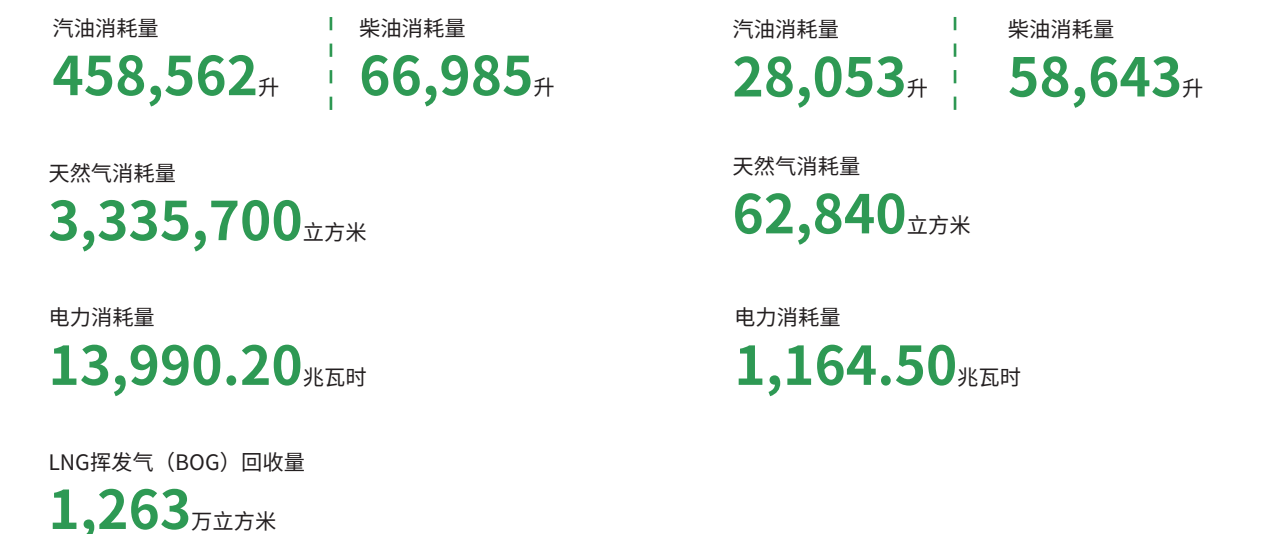 汽油消耗量
458,562升
柴油消耗量
66,985升
天然气消耗量
3,335,700立方米
电力消耗量
13,990.20兆瓦时
LNG挥发气（BOG）回收量
1,263万立方米
汽油消耗量
28,053升
柴油消耗量
58,643升
天然气消耗量
62,840立方米
电力消耗量
1,164.50兆瓦时